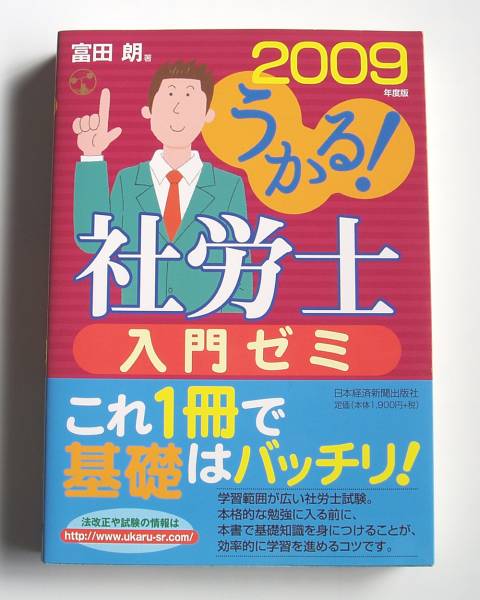 富田 朗著
2009
年度版
うかる!
社労士
入門ゼミ
日本経済新聞出版社
定価(本体1,900円+税)
これ1冊で
基礎はバッチリ!
学習範囲が広い社労士試験。
本格的な勉強に入る前に、
本書で基礎知識を身につけることが、
効率的に学習を進めるコツです。
法改正や試験の情報は
http://www.ukaru-sr.com/